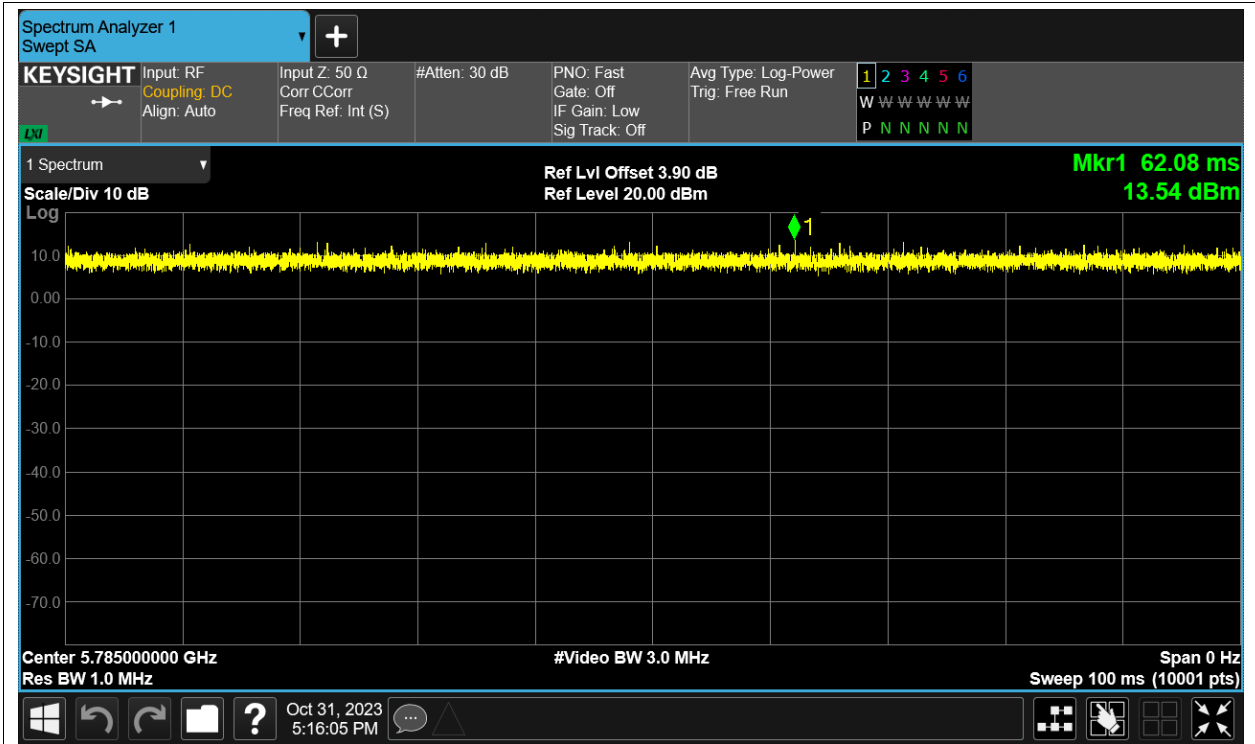 Spectrum Analyzer 1
Swept SA
KEYSIGHT
LXI
Input: RF
Coupling: DC
Align: Auto
Input Z: 50 Ω
Corr CCorr
Freq Ref: Int (S)
#Atten: 30 dB
PNO: Fast
Gate: Off
IF Gain: Low
Sig Track: Off
Avg Type: Log-Power
Trig: Free Run
1 2 3 4 5 6
W W W W W W
P N N N N N
1 Spectrum
Scale/Div 10 dB
Log
Ref Lvl Offset 3.90 dB
Ref Level 20.00 dBm
Mkr1 62.08 ms
13.54 dBm
1
10.0
0.00
-10.0
-20.0
-30.0
-40.0
-50.0
-60.0
-70.0
Center 5.785000000 GHz
Res BW 1.0 MHz
#Video BW 3.0 MHz
Span 0 Hz
Sweep 100 ms (10001 pts)
?
Oct 31, 2023
5:16:05 PM